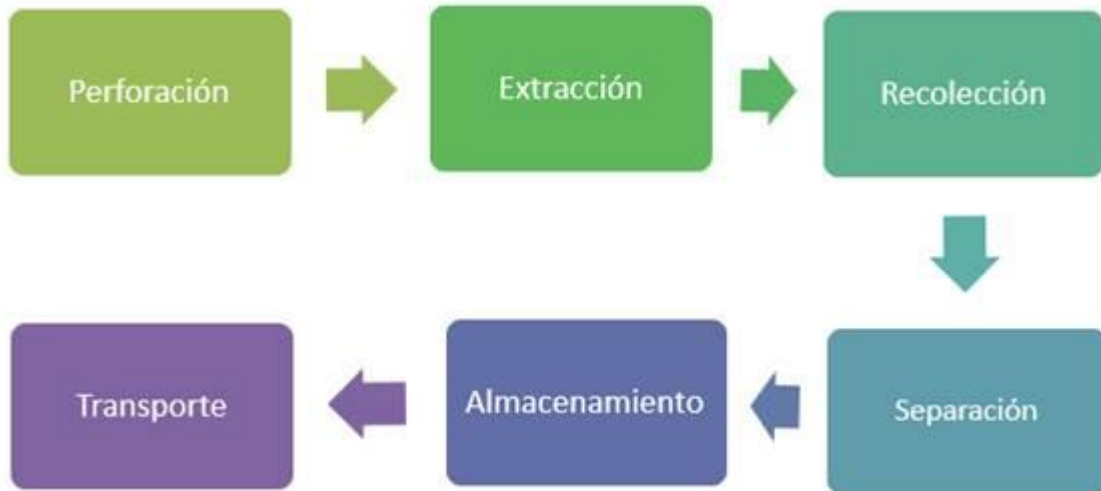 Perforación
Extracción
Recolección
Separación
Almacenamiento
Transporte